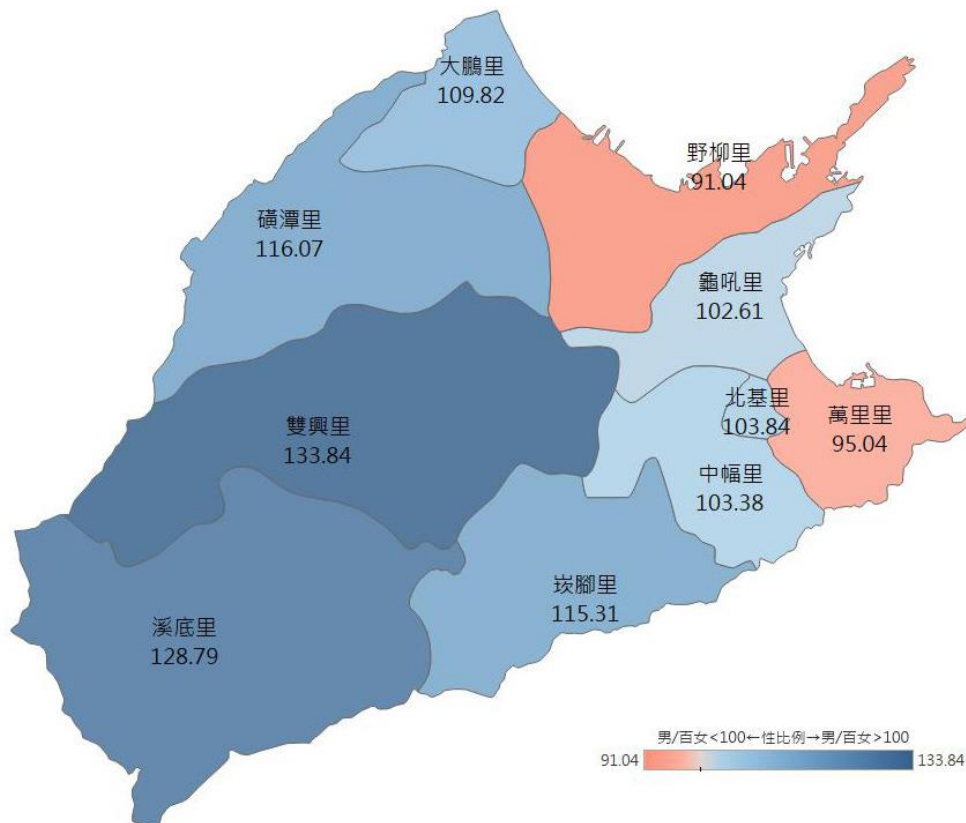 大鵬里
109.82
野柳里
91.04
磺潭里
116.07
龜吼里
102.61
北基里
103.84
萬里里
95.04
雙興里
133.84
中幅里
103.38
崁腳里
115.31
溪底里
128.79
男/百女<100←性比例→男/百女>100
91.04 133.84